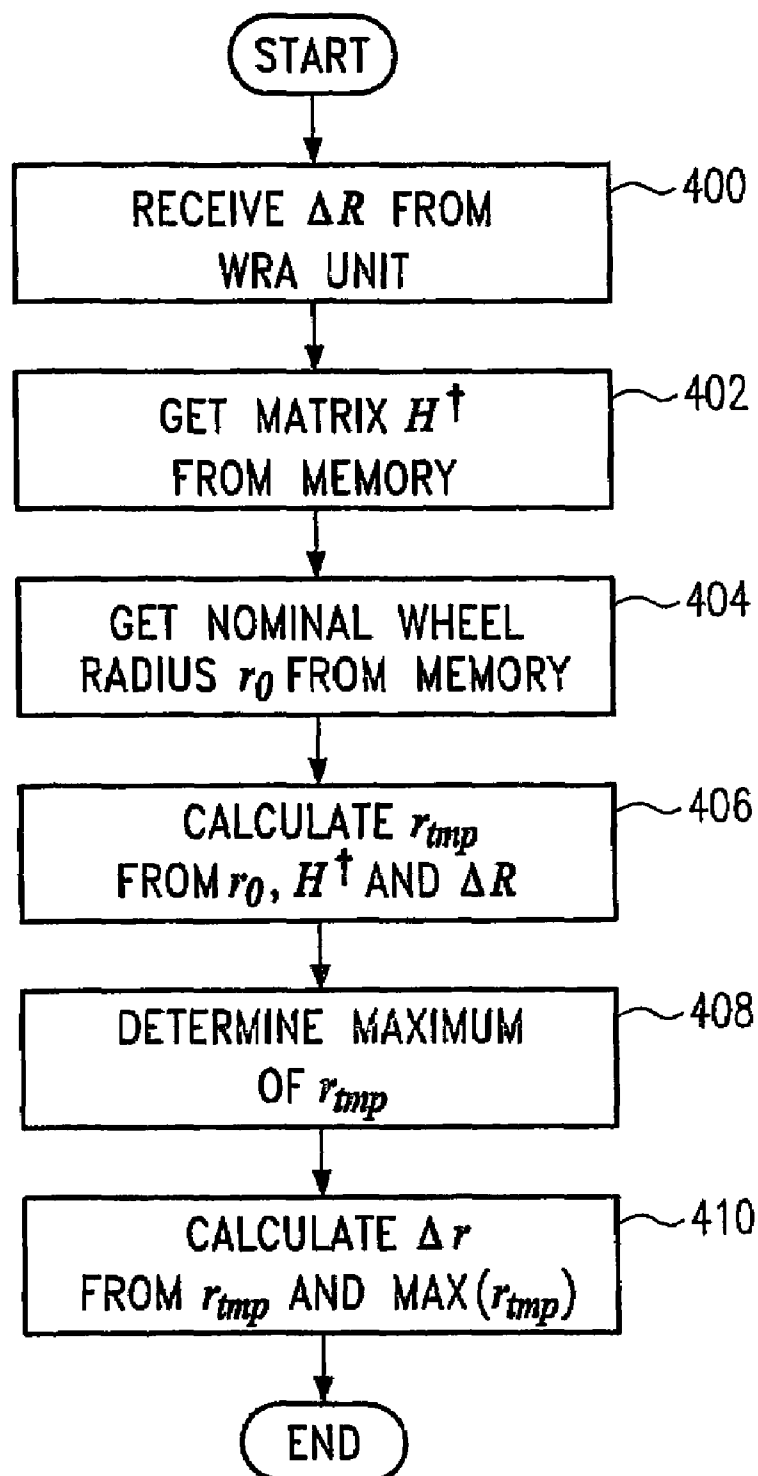 START
RECEIVE ΔR FROM
WRA UNIT
400
GET MATRIX H†
FROM MEMORY
402
GET NOMINAL WHEEL
RADIUS r0 FROM MEMORY
404
CALCULATE rtmp
FROM r0, H† AND ΔR
406
DETERMINE MAXIMUM
OF rtmp
408
CALCULATE Δr
FROM rtmp AND MAX(rtmp)
410
END